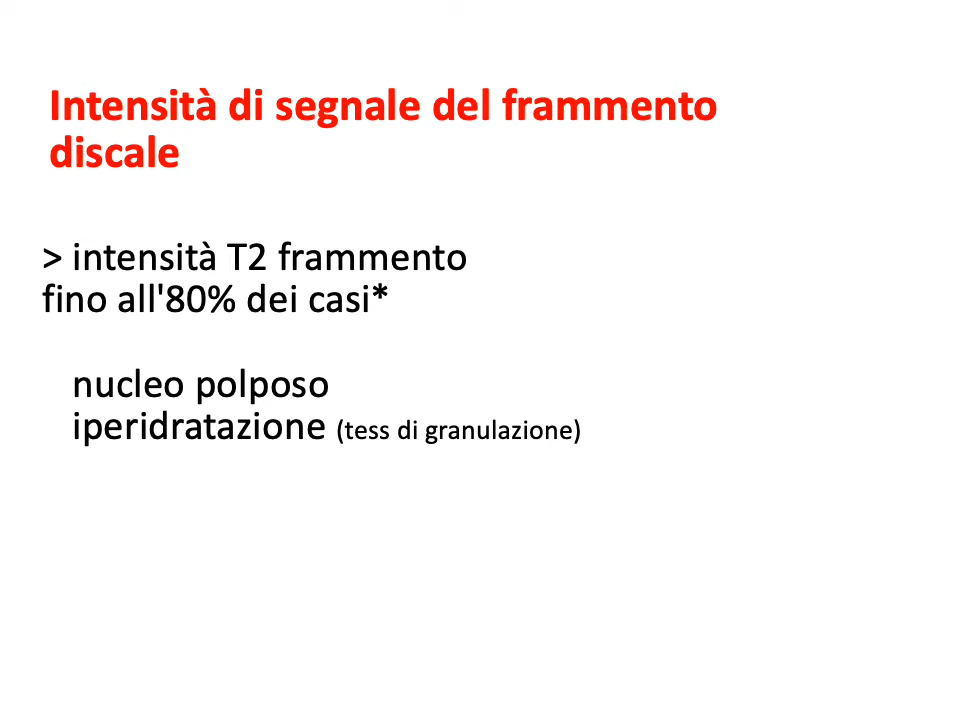 Intensità di segnale del frammento
discale
> intensità T2 frammento
fino all'80% dei casi*
nucleo polposo
iperidratazione (tess di granulazione)